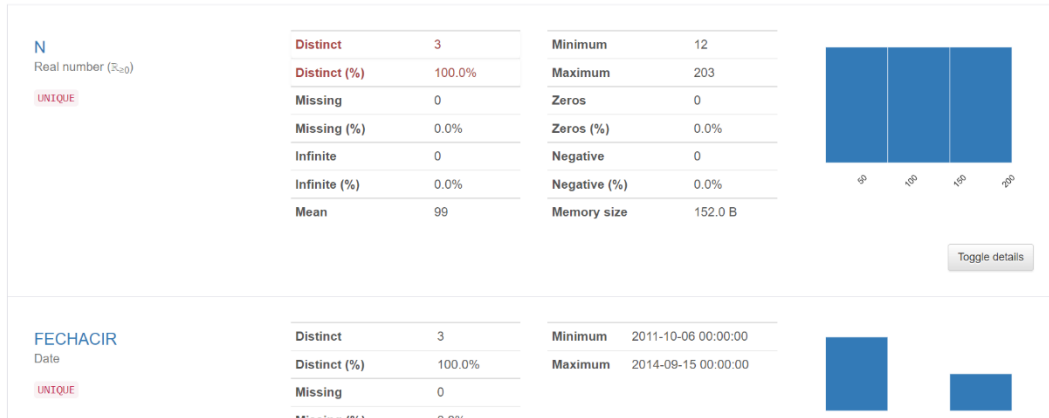 N
Real number (ℝ≥0)
UNIQUE
Distinct 3
Distinct (%) 100.0%
Missing 0
Missing (%) 0.0%
Infinite 0
Infinite (%) 0.0%
Mean 99
Minimum 12
Maximum 203
Zeros 0
Zeros (%) 0.0%
Negative 0
Negative (%) 0.0%
Memory size 152.0 B
50 100 150 200
Toggle details
FECHACIR
Date
UNIQUE
Distinct 3
Distinct (%) 100.0%
Missing 0
Missing (%) 0.0%
Minimum 2011-10-06 00:00:00
Maximum 2014-09-15 00:00:00